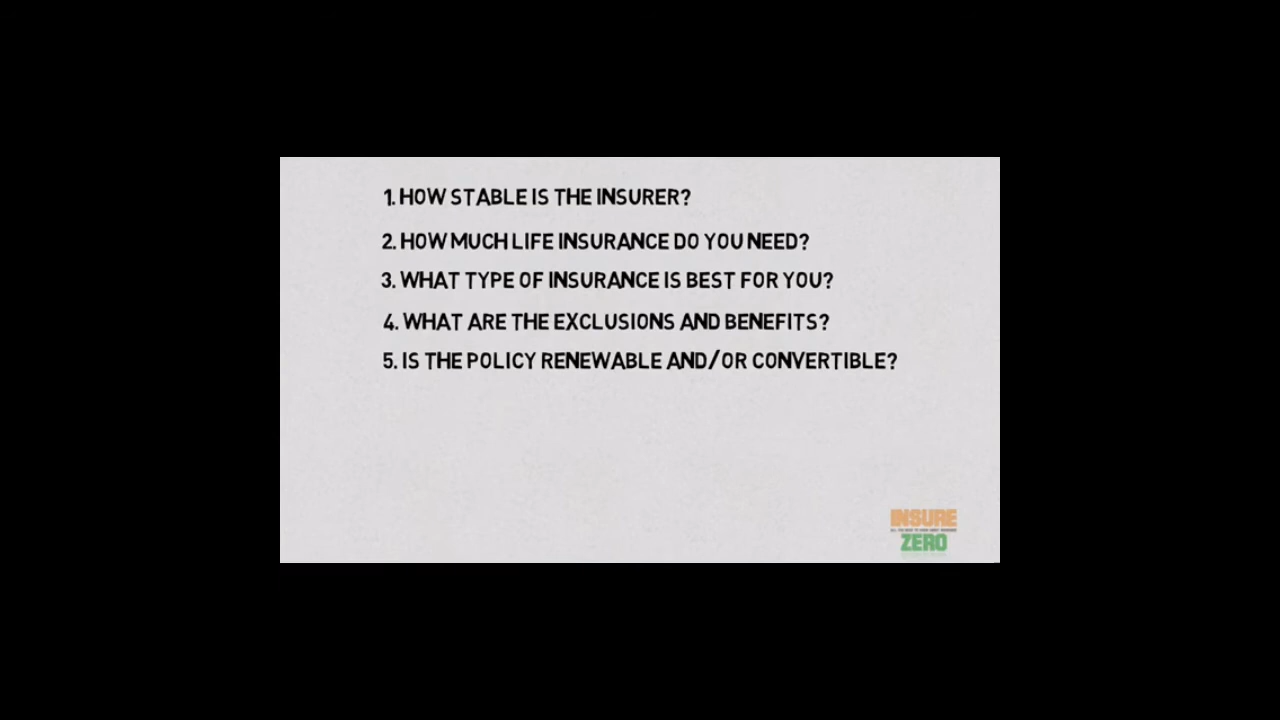 1. HOW STABLE IS THE INSURER?
2. HOW MUCH LIFE INSURANCE DO YOU NEED?
3. WHAT TYPE OF INSURANCE IS BEST FOR YOU?
4. WHAT ARE THE EXCLUSIONS AND BENEFITS?
5. IS THE POLICY RENEWABLE AND/OR CONVERTIBLE?
INSURE
ZERO